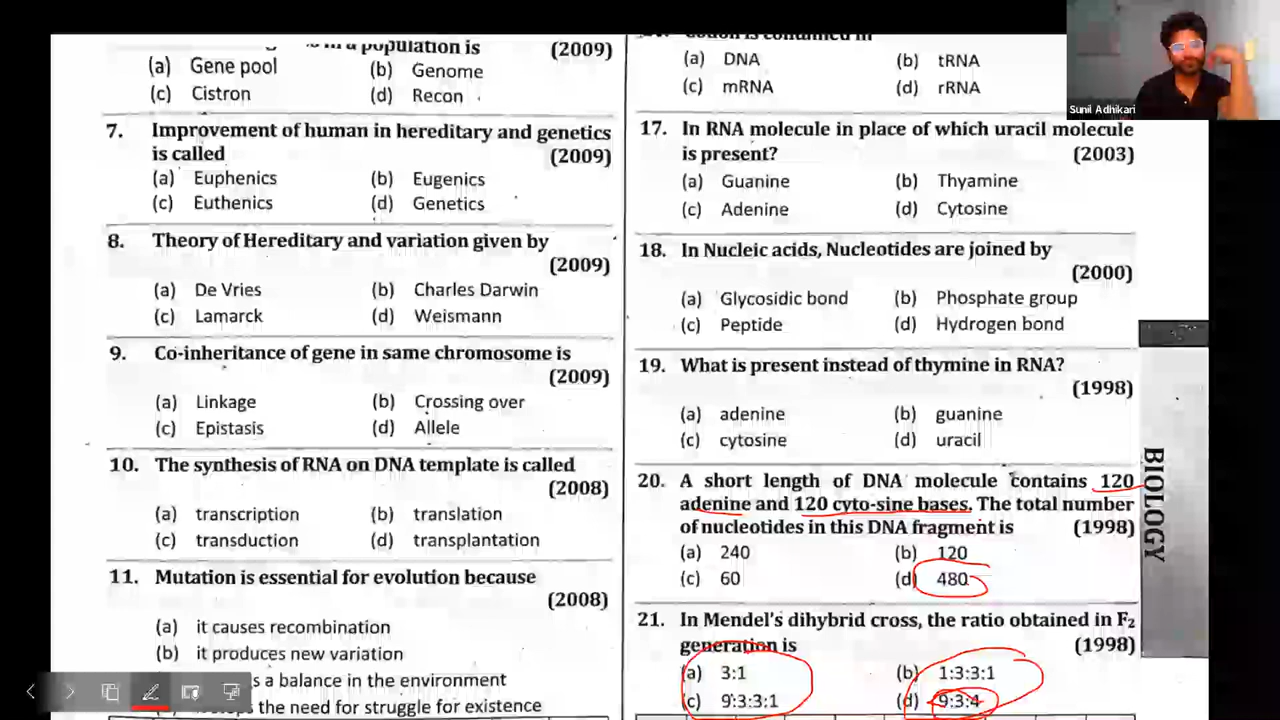 in a population is
(2009)
(a) Gene pool (b) Genome
(c) Cistron (d) Recon
7. Improvement of human in hereditary and genetics
is called (2009)
(a) Euphenics (b) Eugenics
(c) Euthenics (d) Genetics
8. Theory of Hereditary and variation given by
(2009)
(a) De Vries (b) Charles Darwin
(c) Lamarck (d) Weismann
9. Co-inheritance of gene in same chromosome is
(2009)
(a) Linkage (b) Crossing over
(c) Epistasis (d) Allele
10. The synthesis of RNA on DNA template is called
(2008)
(a) transcription (b) translation
(c) transduction (d) transplantation
11. Mutation is essential for evolution because
(2008)
(a) it causes recombination
(b) it produces new variation
a balance in the environment
the need for struggle for existence
Codon is contained in
(a) DNA (b) tRNA
(c) mRNA (d) rRNA
17. In RNA molecule in place of which uracil molecule
is present? (2003)
(a) Guanine (b) Thyamine
(c) Adenine (d) Cytosine
18. In Nucleic acids, Nucleotides are joined by
(2000)
(a) Glycosidic bond (b) Phosphate group
(c) Peptide (d) Hydrogen bond
19. What is present instead of thymine in RNA?
(1998)
(a) adenine (b) guanine
(c) cytosine (d) uracil
20. A short length of DNA molecule contains 120
adenine and 120 cyto-sine bases. The total number
of nucleotides in this DNA fragment is (1998)
(a) 240 (b) 120
(c) 60 (d) 480
21. In Mendel's dihybrid cross, the ratio obtained in F₂
generation is (1998)
(a) 3:1 (b) 1:3:3:1
(c) 9:3:3:1 (d) 9:3:4
BIOLOGY
Sunil Adhikari